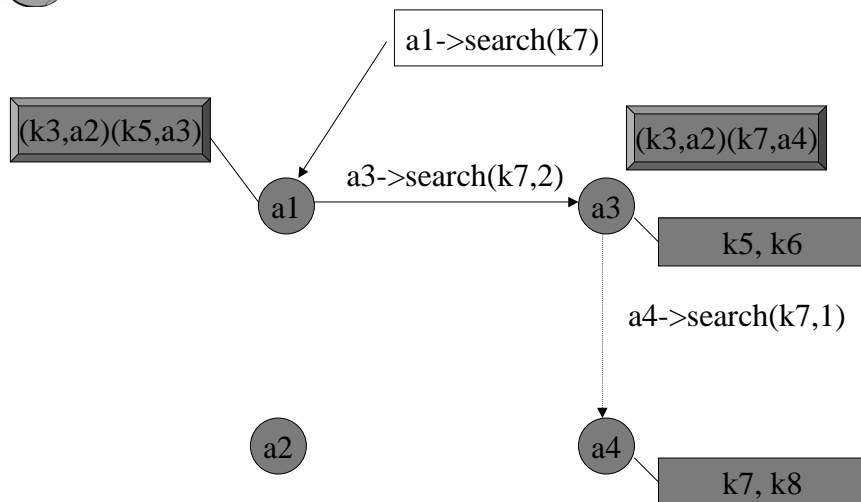 a1->search(k7)
(k3,a2)(k5,a3)
(k3,a2)(k7,a4)
a3->search(k7,2)
a1
a3
k5, k6
a4->search(k7,1)
a2
a4
k7, k8